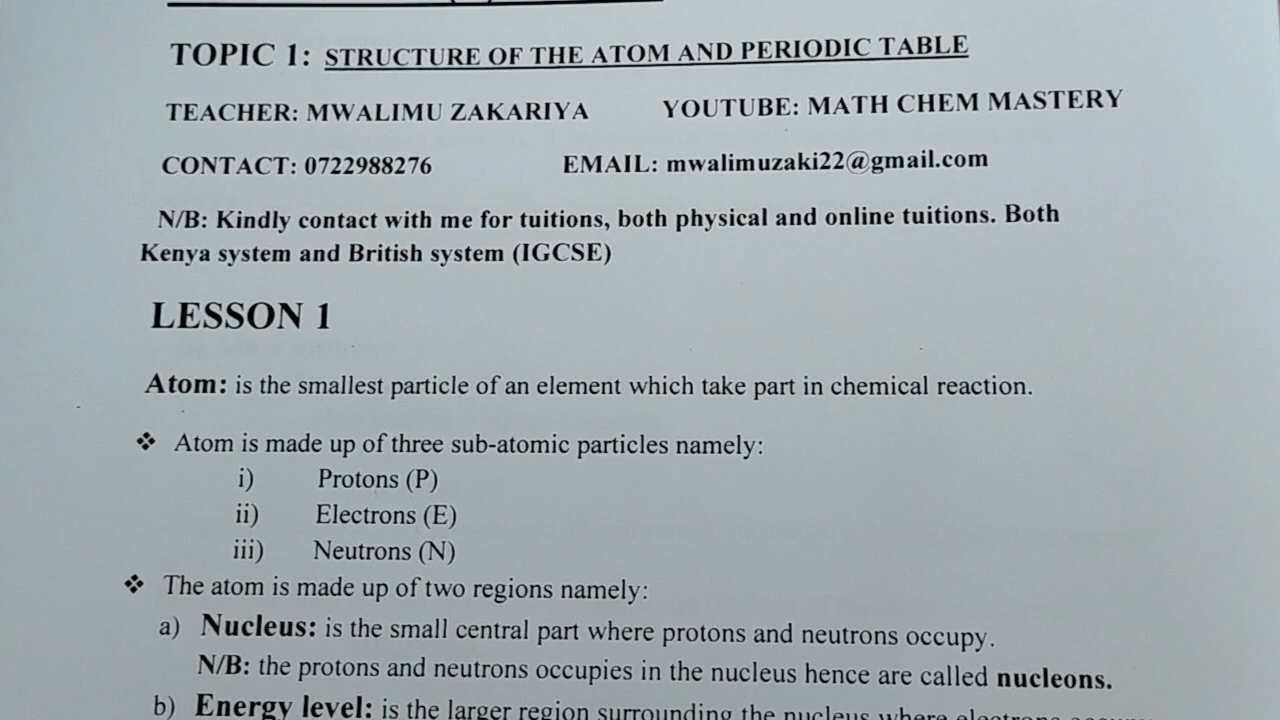 TOPIC 1: STRUCTURE OF THE ATOM AND PERIODIC TABLE
TEACHER: MWALIMU ZAKARIYA YOUTUBE: MATH CHEM MASTERY
CONTACT: 0722988276 EMAIL: mwalimuzaki22@gmail.com
N/B: Kindly contact with me for tuitions, both physical and online tuitions. Both
Kenya system and British system (IGCSE)
LESSON 1
Atom: is the smallest particle of an element which take part in chemical reaction.
❖ Atom is made up of three sub-atomic particles namely:
i) Protons (P)
ii) Electrons (E)
iii) Neutrons (N)
❖ The atom is made up of two regions namely:
a) Nucleus: is the small central part where protons and neutrons occupy.
N/B: the protons and neutrons occupies in the nucleus hence are called nucleons.
b) Energy level: is the larger region surrounding the nucleus where electrons